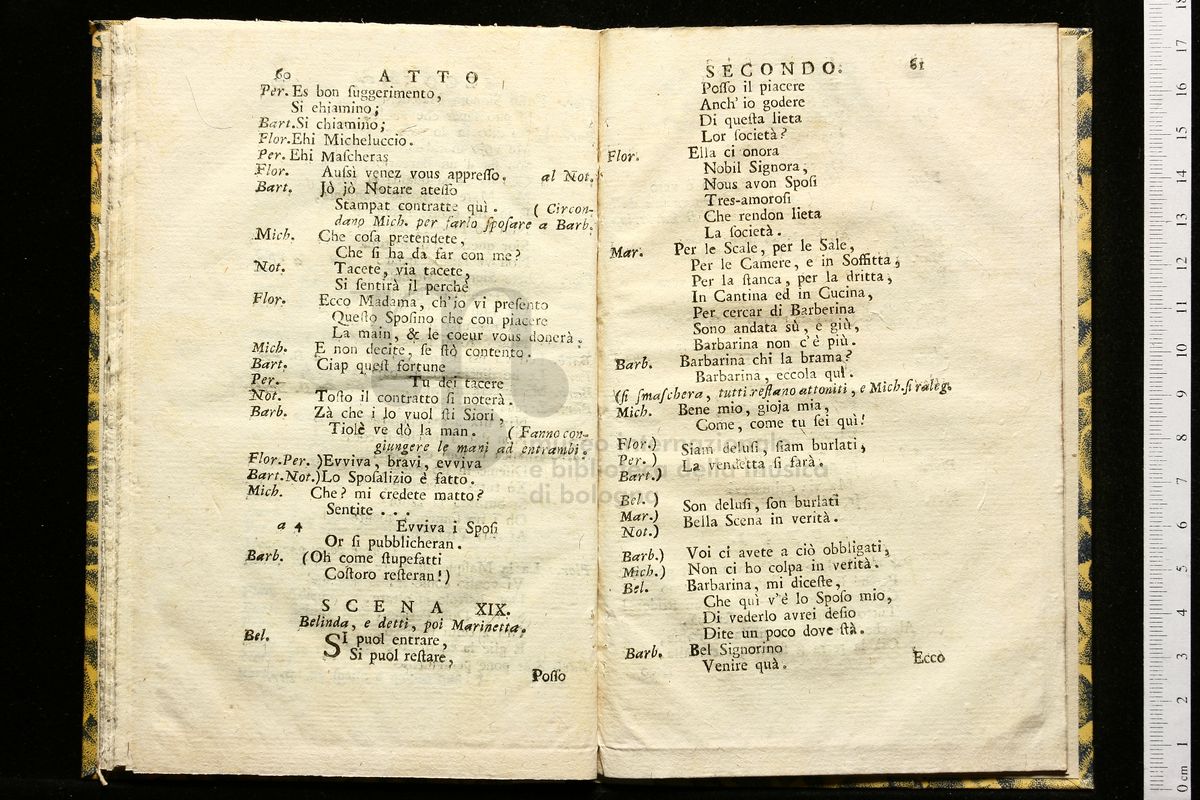 60 ATTO
Per. Es bon ſuggerimento,
Si chiamino;
Bart. Si chiamino;
Flor. Ehi Micheluccio.
Per. Ehi Maſcheras
Flor. Auſsì venez vous appreſſo. al Not.
Bart. Jò jò Notare ateſſo
Stampat contratte quì. ( Circon-
dano Mich. per farlo ſpoſare a Barb.
Mich. Che coſa pretendete,
Che ſi ha da far con me?
Not. Tacete, via tacete,
Si ſentirà il perchè
Flor. Ecco Madama, ch'io vi preſento
Queſto Spoſino che con piacere
La main, & le coeur vous donerà.
Mich. E non decite, ſe ſtò contento.
Bart. Ciap queſt fortune
Per. Tu dei tacere
Not. Toſto il contratto ſi noterà.
Barb. Zà che i lo vuol ſti Siori,
Tiolè ve dò la man. ( Fanno con-
giungere le mani ad entrambi.
Flor.Per. )Evviva, bravi, evviva
Bart.Not.)Lo Spoſalizio è fatto.
Mich. Che? mi credete matto?
Sentite . . .
a 4 Evviva i Spoſi
Or ſi pubblicheran.
Barb. (Oh come ſtupefatti
Coſtoro reſteran!)
SCENA XIX.
Belinda, e detti, poi Marinetta.
Bel. SI puol entrare,
Si puol reſtare,
Poſſo
SECONDO. 61
Poſſo il piacere
Anch' io godere
Di queſta lieta
Lor ſocietà?
Flor. Ella ci onora
Nobil Signora,
Nous avon Spoſi
Tres-amoroſi
Che rendon lieta
La ſocietà.
Mar. Per le Scale, per le Sale,
Per le Camere, e in Soffitta,
Per la ſtanca, per la dritta,
In Cantina ed in Cucina,
Per cercar di Barberina
Sono andata sù, e giù,
Barbarina non c'è più.
Barb. Barbarina chi la brama?
Barbarina, eccola quì.
(ſi ſmaſchera, tutti reſtano attoniti, e Mich.ſi raleg.
Mich. Bene mio, gioja mia,
Come, come tu ſei quì!
Flor.)
Per. ) Siam deluſi, ſiam burlati,
Bart.) La vendetta ſi farà.
Bel. )
Mar.) Son deluſi, ſon burlati
Not.) Bella Scena in verità.
Barb.) Voi ci avete a ciò obbligati,
Mich.) Non ci ho colpa in verità.
Bel. Barbarina, mi diceſte,
Che quì v'è lo Spoſo mio,
Di vederlo avrei deſio
Dite un poco dove ſtà.
Barb. Bel Signorino
Venire quà.
Ecco
museo internazionale
e biblioteca della musica
di bologna